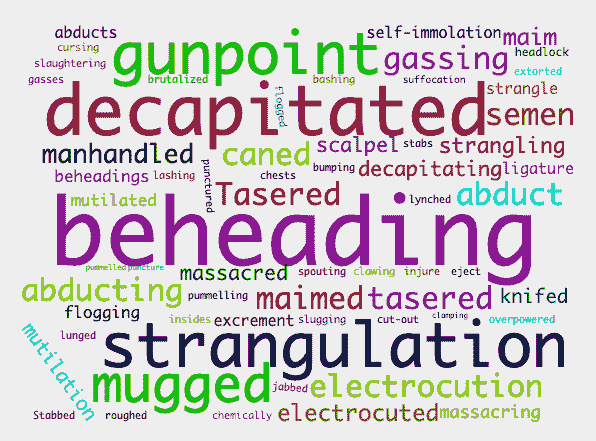 abducts
self-immolation
maim
cursing
gunpoint
gassing
headlock
slaughtering
gasses
brutalized
bashing
suffocation
extorted
strangle
decapitated
flogged
semen
manhandled
caned
scalpel
stabs
strangling
punctured
bumping
decapitating
ligature
beheadings
lashing
chests
Tasered
lynched
abduct
mutilated
beheading
pummelled
puncture
massacred
spouting
clawing
injure
eject
abducting
pummelling
maimed
tasered
knifed
flogging
insides
excrement
slugging
cut-out
clamping
overpowered
mutilation
lunged
strangulation
mugged
jabbed
electrocution
Stabbed
roughed
chemically
electrocuted
massacring